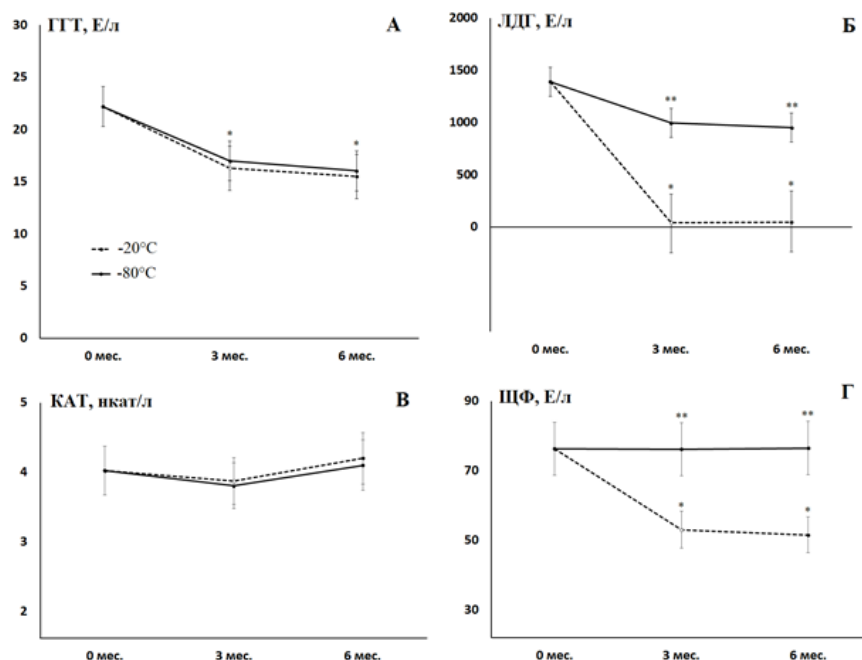 ГГТ, Е/л
А
30
25
20
15
10
5
0
*
*
-20°C
-80°C
0 мес.
3 мес.
6 мес.
ЛДГ, Е/л
Б
2000
1500
1000
500
0
**
**
*
*
0 мес.
3 мес.
6 мес.
КАТ, нкат/л
В
5
4
3
2
0 мес.
3 мес.
6 мес.
ЩФ, Е/л
Г
90
70
50
30
**
**
*
*
0 мес.
3 мес.
6 мес.